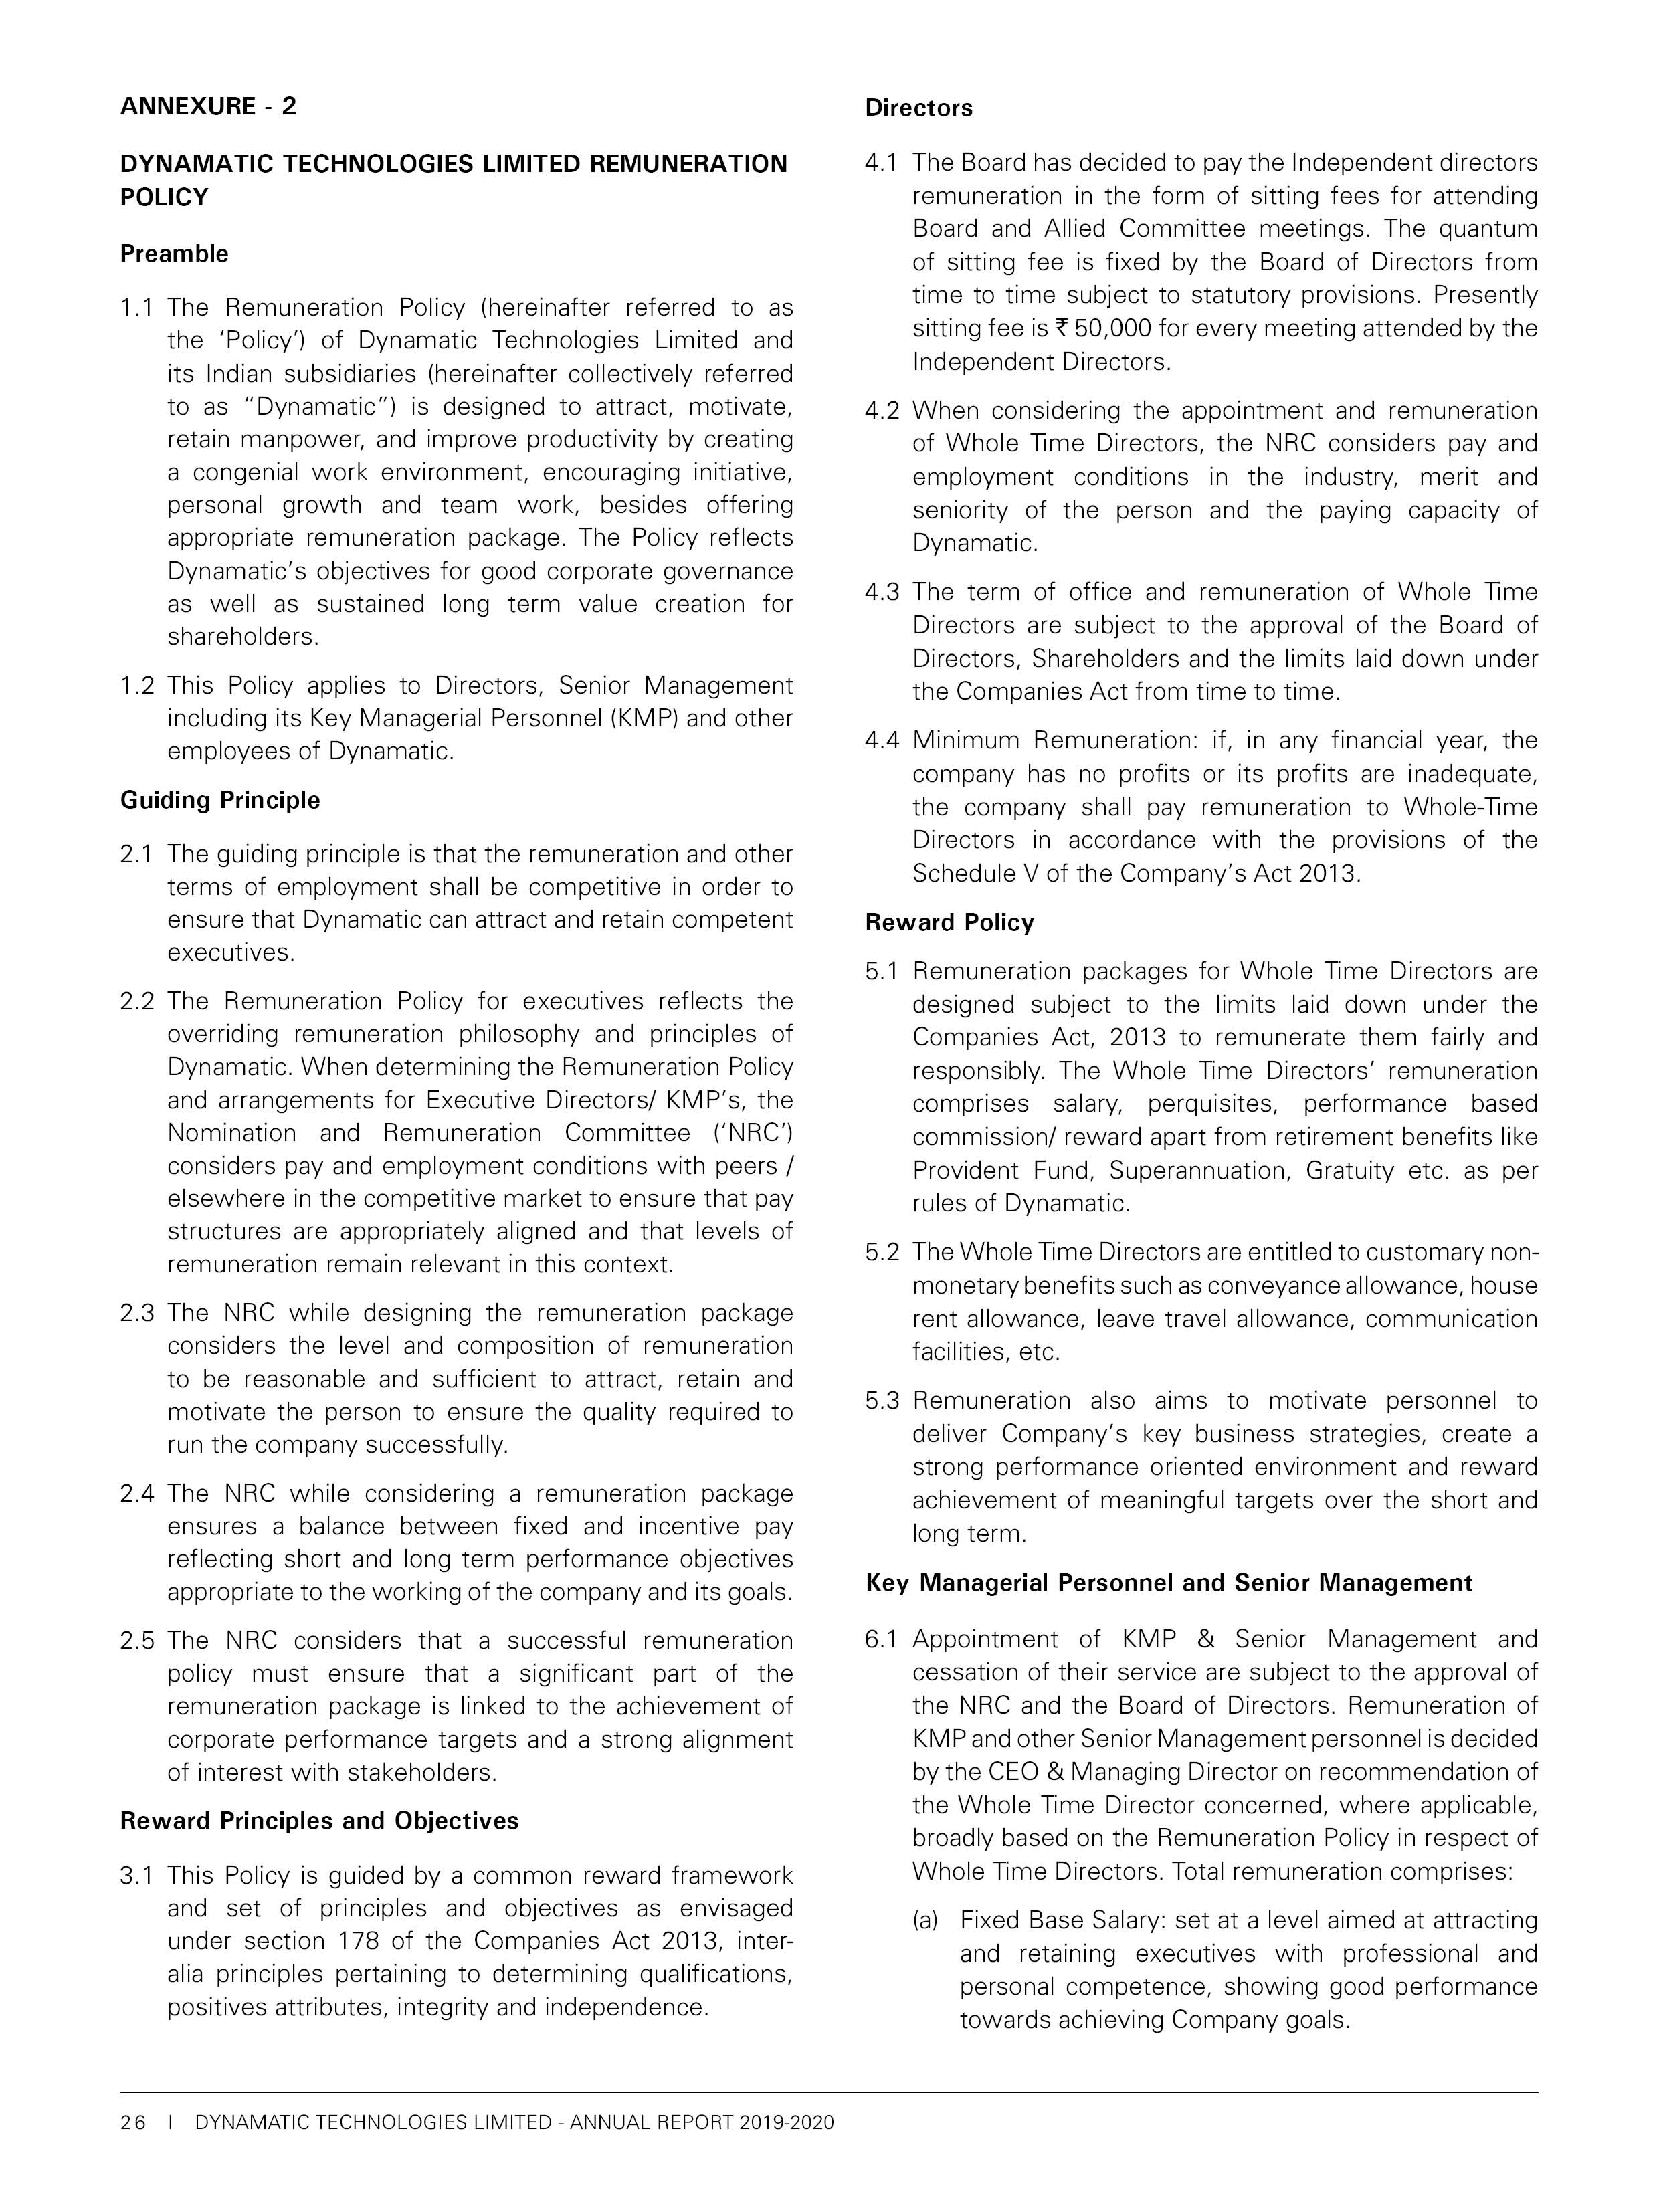 ANNEXURE - 2
DYNAMATIC TECHNOLOGIES LIMITED REMUNERATION
POLICY
Preamble
1.1 The Remuneration Policy (hereinafter referred to as
the ‘Policy’) of Dynamatic Technologies Limited and
its Indian subsidiaries (hereinafter collectively referred
to as “Dynamatic”) is designed to attract, motivate,
retain manpower, and improve productivity by creating
a congenial work environment, encouraging initiative,
personal growth and team work, besides offering
appropriate remuneration package. The Policy reflects
Dynamatic’s objectives for good corporate governance
as well as sustained long term value creation for
shareholders.
1.2 This Policy applies to Directors, Senior Management
including its Key Managerial Personnel (KMP) and other
employees of Dynamatic.
Guiding Principle
2.1 The guiding principle is that the remuneration and other
terms of employment shall be competitive in order to
ensure that Dynamatic can attract and retain competent
executives.
2.2 The Remuneration Policy for executives reflects the
overriding remuneration philosophy and principles of
Dynamatic. When determining the Remuneration Policy
and arrangements for Executive Directors/ KMP’s, the
Nomination and Remuneration Committee (‘NRC’)
considers pay and employment conditions with peers /
elsewhere in the competitive market to ensure that pay
structures are appropriately aligned and that levels of
remuneration remain relevant in this context.
2.3 The NRC while designing the remuneration package
considers the level and composition of remuneration
to be reasonable and sufficient to attract, retain and
motivate the person to ensure the quality required to
run the company successfully.
2.4 The NRC while considering a remuneration package
ensures a balance between fixed and incentive pay
reflecting short and long term performance objectives
appropriate to the working of the company and its goals.
2.5 The NRC considers that a successful remuneration
policy must ensure that a significant part of the
remuneration package is linked to the achievement of
corporate performance targets and a strong alignment
of interest with stakeholders.
Reward Principles and Objectives
3.1 This Policy is guided by a common reward framework
and set of principles and objectives as envisaged
under section 178 of the Companies Act 2013, inter-
alia principles pertaining to determining qualifications,
positives attributes, integrity and independence.
Directors
4.1 The Board has decided to pay the Independent directors
remuneration in the form of sitting fees for attending
Board and Allied Committee meetings. The quantum
of sitting fee is fixed by the Board of Directors from
time to time subject to statutory provisions. Presently
sitting fee is ₹ 50,000 for every meeting attended by the
Independent Directors.
4.2 When considering the appointment and remuneration
of Whole Time Directors, the NRC considers pay and
employment conditions in the industry, merit and
seniority of the person and the paying capacity of
Dynamatic.
4.3 The term of office and remuneration of Whole Time
Directors are subject to the approval of the Board of
Directors, Shareholders and the limits laid down under
the Companies Act from time to time.
4.4 Minimum Remuneration: if, in any financial year, the
company has no profits or its profits are inadequate,
the company shall pay remuneration to Whole-Time
Directors in accordance with the provisions of the
Schedule V of the Company’s Act 2013.
Reward Policy
5.1 Remuneration packages for Whole Time Directors are
designed subject to the limits laid down under the
Companies Act, 2013 to remunerate them fairly and
responsibly. The Whole Time Directors’ remuneration
comprises salary, perquisites, performance based
commission/ reward apart from retirement benefits like
Provident Fund, Superannuation, Gratuity etc. as per
rules of Dynamatic.
5.2 The Whole Time Directors are entitled to customary non-
monetary benefits such as conveyance allowance, house
rent allowance, leave travel allowance, communication
facilities, etc.
5.3 Remuneration also aims to motivate personnel to
deliver Company’s key business strategies, create a
strong performance oriented environment and reward
achievement of meaningful targets over the short and
long term.
Key Managerial Personnel and Senior Management
6.1 Appointment of KMP & Senior Management and
cessation of their service are subject to the approval of
the NRC and the Board of Directors. Remuneration of
KMP and other Senior Management personnel is decided
by the CEO & Managing Director on recommendation of
the Whole Time Director concerned, where applicable,
broadly based on the Remuneration Policy in respect of
Whole Time Directors. Total remuneration comprises:
(a) Fixed Base Salary: set at a level aimed at attracting
and retaining executives with professional and
personal competence, showing good performance
towards achieving Company goals.
26 I DYNAMATIC TECHNOLOGIES LIMITED - ANNUAL REPORT 2019-2020